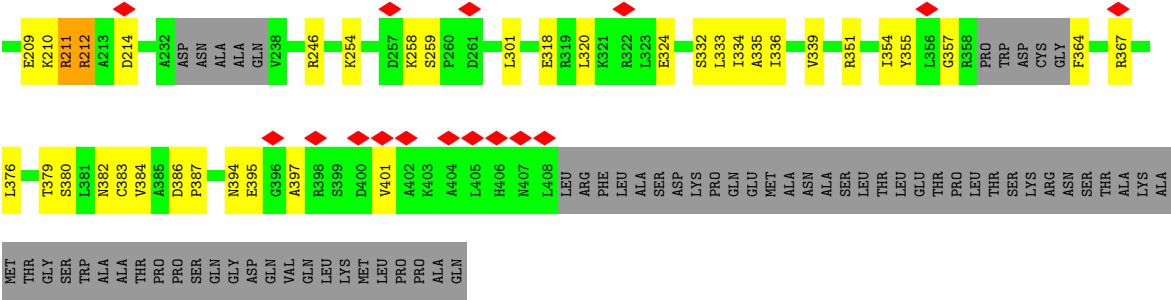 E209 K210 R211 R212 A213 D214 A232 ASP ASN ALA ALA GLN V238 R246 K254 D257 K258 S259 P260 D261 L301 E318 R319 L320 K321 R322 L323 E324 S332 L333 I334 A335 I336 V339 R351 I354 Y355 L356 G357 R358 PRO TRP ASP CYS GLY F364 R367
L376 T379 S380 L381 N382 C383 V384 A385 D386 P387 N394 E395 G396 A397 R398 S399 D400 V401 A402 K403 A404 L405 H406 N407 L408 LEU ARG PHE LEU ALA SER ASP LYS PRO GLN GLU MET ALA ASN ALA SER LEU THR LEU GLU THR PRO LEU THR SER LYS ARG ASN SER THR ALA LYS ALA
MET THR GLY SER TRP ALA ALA THR PRO PRO SER GLN GLY ASP GLN VAL GLN LEU LYS MET LEU PRO PRO ALA GLN